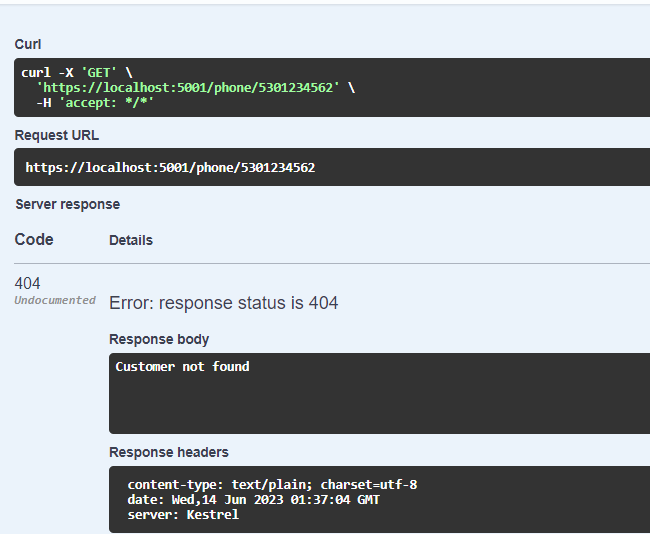 Curl
curl -X 'GET' \
'https://localhost:5001/phone/5301234562' \
-H 'accept: */*'
Request URL
https://localhost:5001/phone/5301234562
Server response
Code Details
404
Undocumented
Error: response status is 404
Response body
Customer not found
Response headers
content-type: text/plain; charset=utf-8
date: Wed,14 Jun 2023 01:37:04 GMT
server: Kestrel